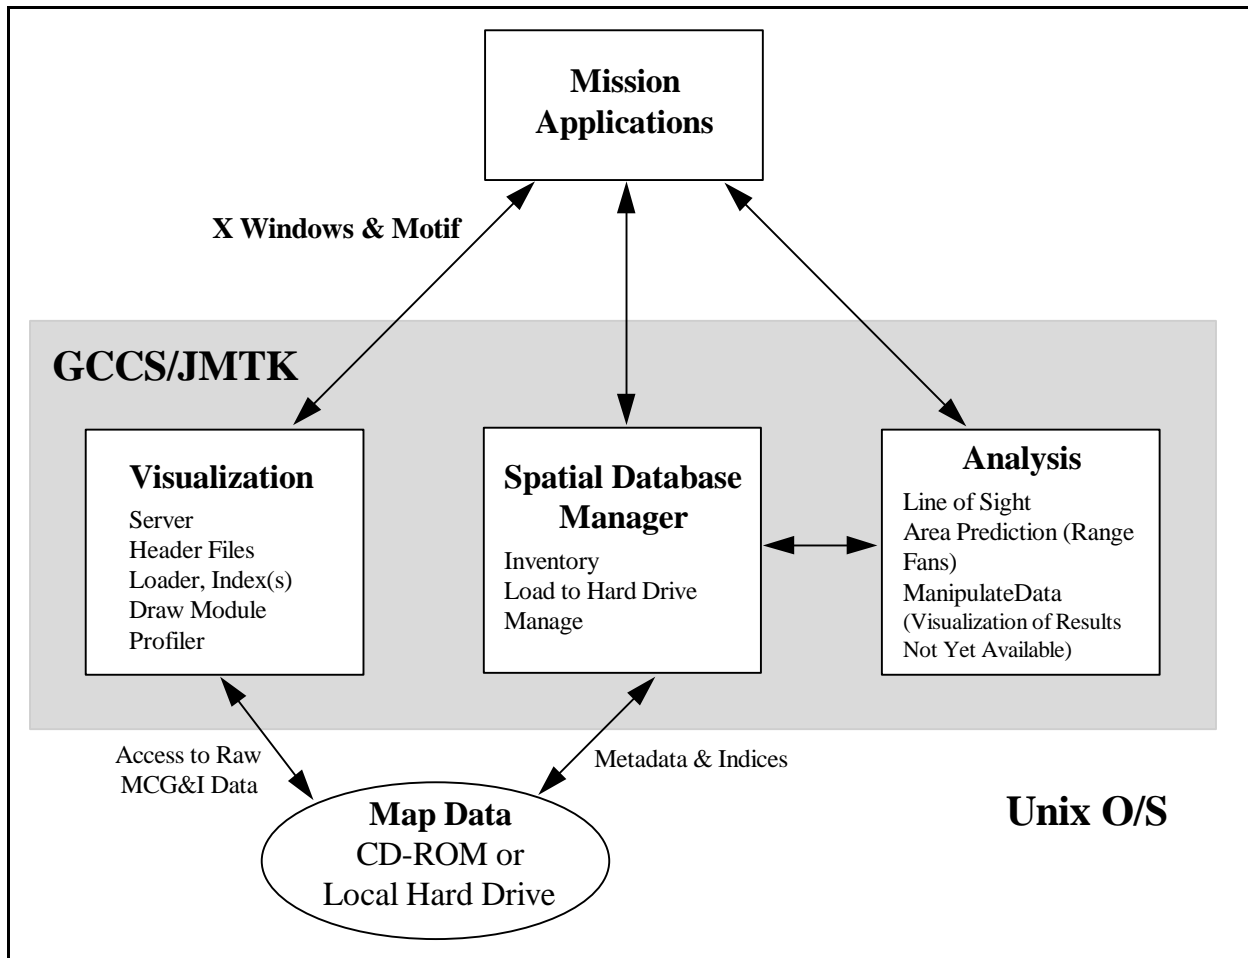 Mission
Applications
X Windows & Motif
GCCS/JMTK
Visualization
Server
Header Files
Loader, Index(s)
Draw Module
Profiler
Spatial Database
Manager
Inventory
Load to Hard Drive
Manage
Analysis
Line of Sight
Area Prediction (Range
Fans)
ManipulateData
(Visualization of Results
Not Yet Available)
Access to Raw
MCG&I Data
Metadada & Indices
Map Data
CD-ROM or
Local Hard Drive
Unix O/S